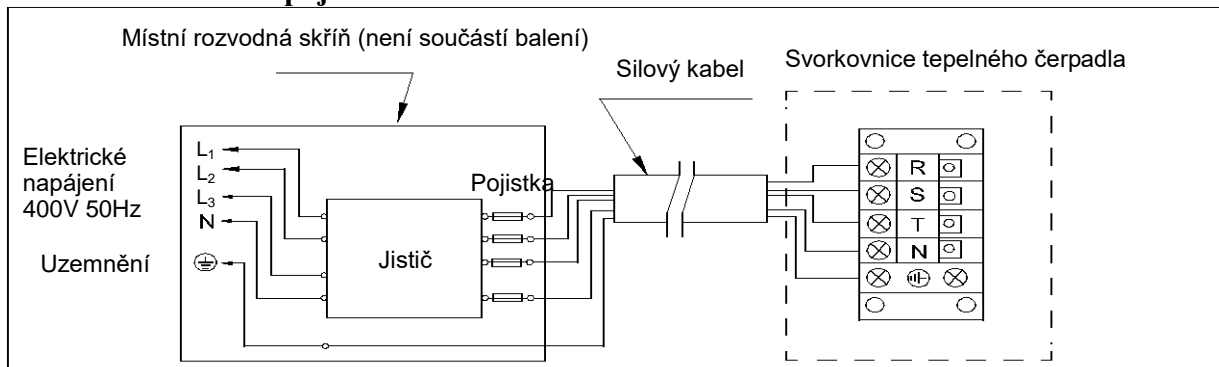 Místní rozvodná skříň (není součástí balení)
Silový kabel
Svorkovnice tepelného čerpadla
Elektrické
napájení
400V 50Hz
L1
L2
L3
N
Uzemnění
Pojistka
Jistič
R
S
T
N